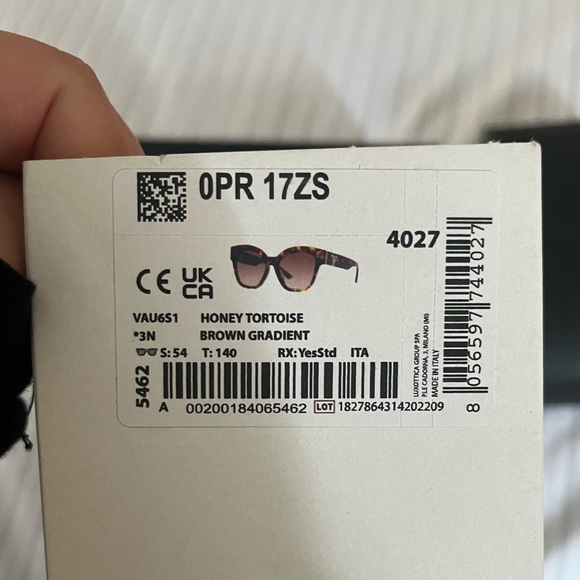 0PR 17ZS
4027
CE UK CA
VAU6S1 HONEY TORTOISE
*3N BROWN GRADIENT
S: 54 T: 140 RX: YesStd ITA
5462
A 00200184065462 LOT 1827864314202209
LUXOTTICA GROUP SPA
P.LE CADORNA, 3, MILANO (MI)
MADE IN ITALY
8 056597 744027